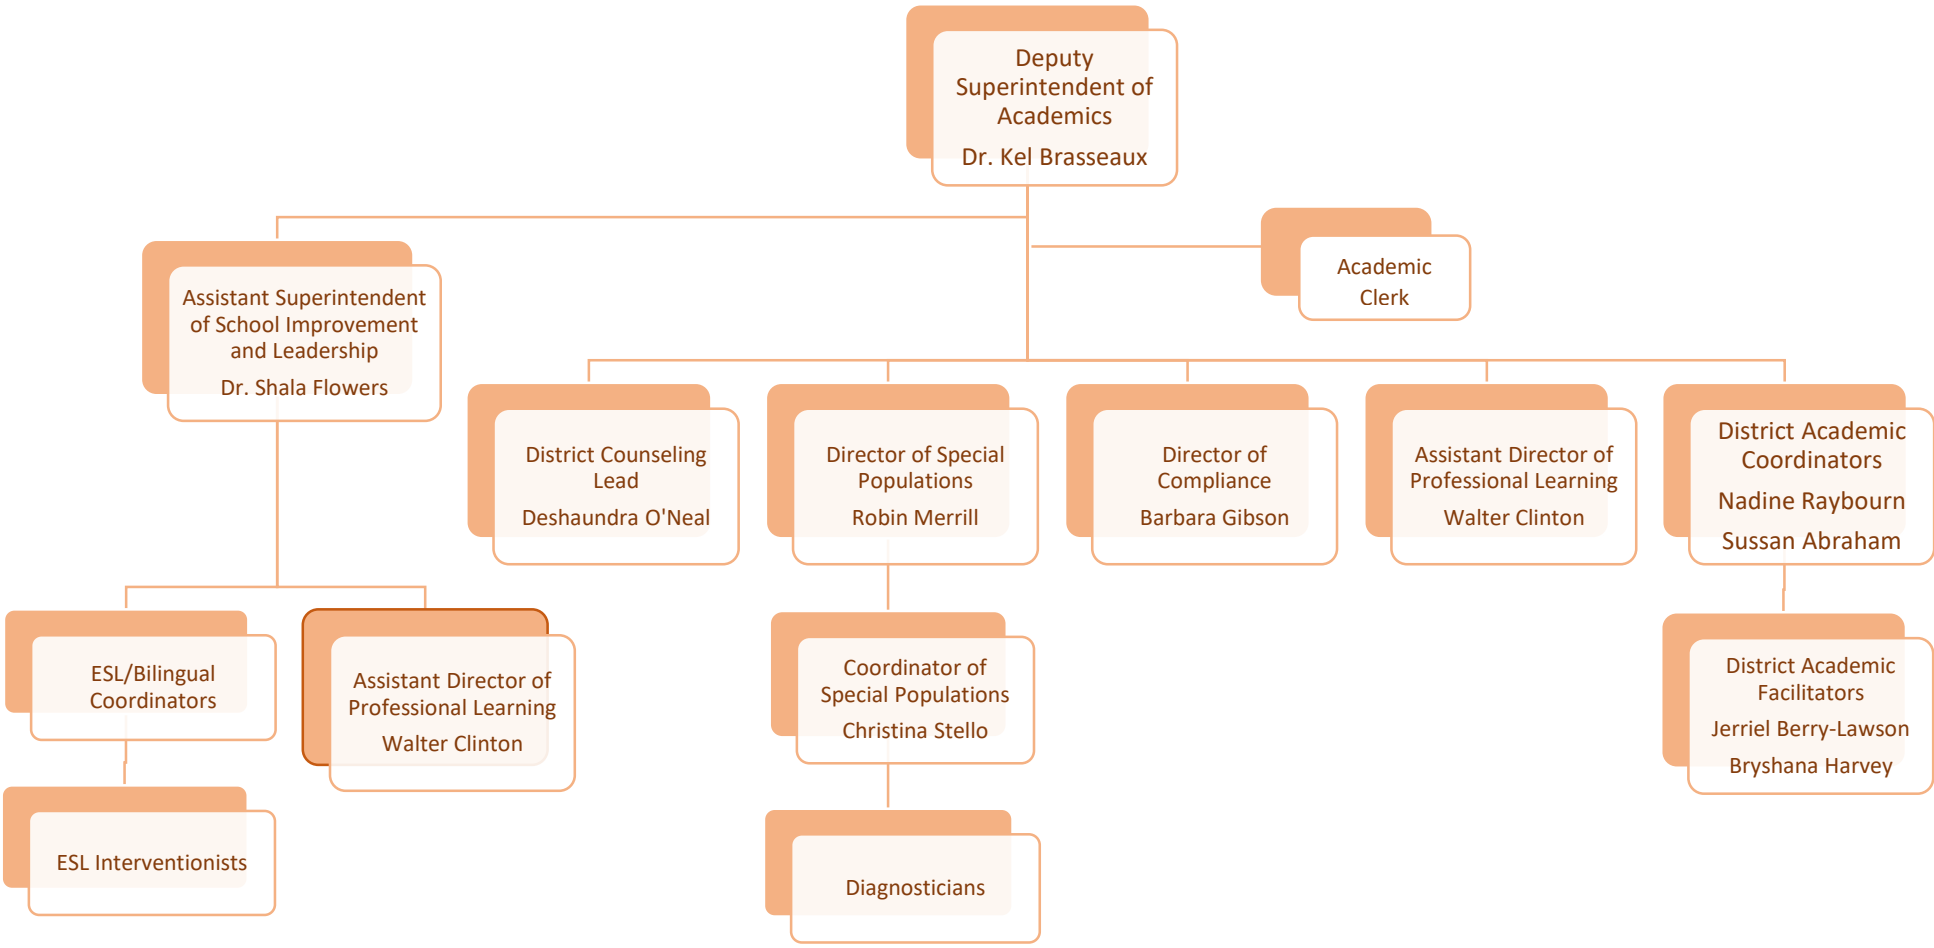 Deputy
Superintendent of
Academics
Dr. Kel Brasseaux
Academic
Clerk
Assistant Superintendent
of School Improvement
and Leadership
Dr. Shala Flowers
District Counseling
Lead
Deshaundra O'Neal
Director of Special
Populations
Robin Merrill
Director of
Compliance
Barbara Gibson
Assistant Director of
Professional Learning
Walter Clinton
District Academic
Coordinators
Nadine Raybourn
Sussan Abraham
ESL/Bilingual
Coordinators
Assistant Director of
Professional Learning
Walter Clinton
Coordinator of
Special Populations
Christina Stello
District Academic
Facilitators
Jerriel Berry-Lawson
Bryshana Harvey
ESL Interventionists
Diagnosticians